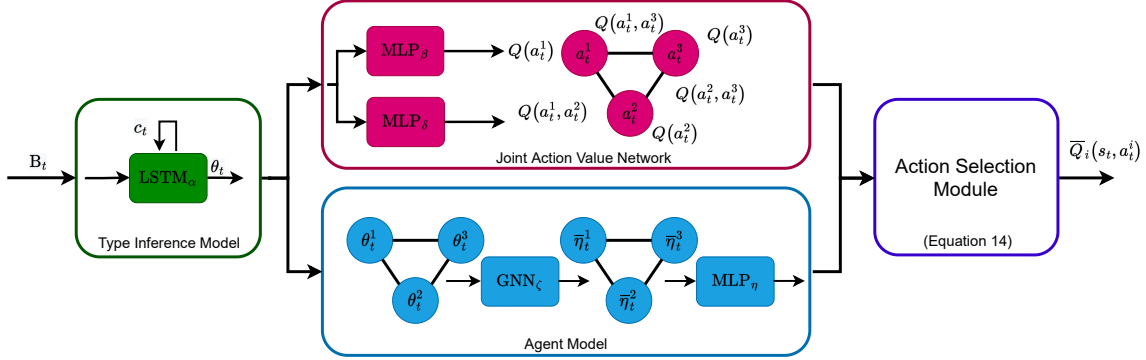 B_t
c_t
LSTM_α
θ_t
Type Inference Model
MLP_β
MLP_δ
Q(a_t^1)
Q(a_t^1, a_t^2)
Q(a_t^1, a_t^3)
a_t^1
a_t^3
Q(a_t^3)
Q(a_t^2, a_t^3)
a_t^2
Q(a_t^2)
Joint Action Value Network
θ_t^1
θ_t^3
θ_t^2
GNN_ζ
η̅_t^1
η̅_t^3
η̅_t^2
MLP_η
Agent Model
Action Selection
Module
(Equation 14)
Q̅_i(s_t, a_t^i)